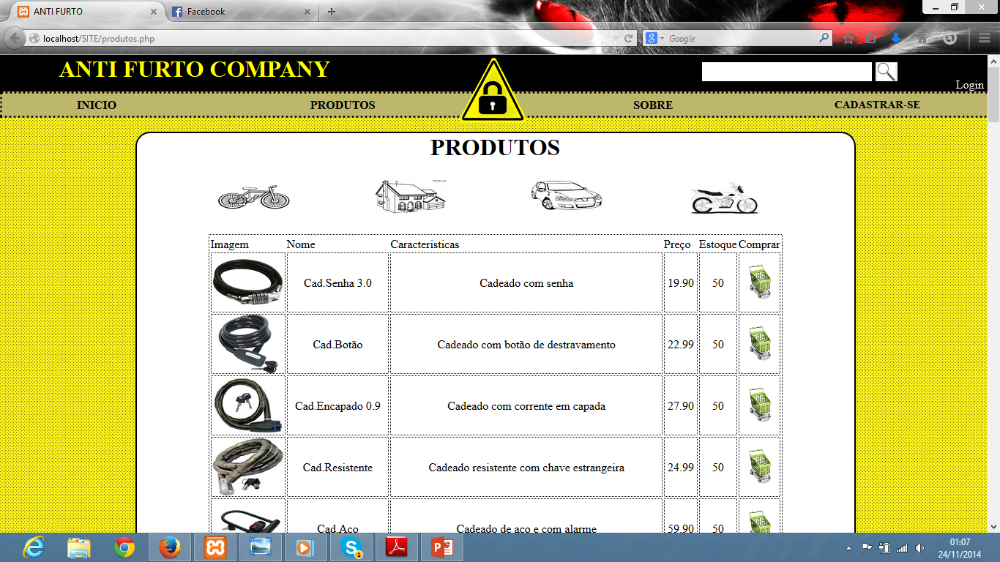 ANTI FURTO
Facebook
localhost/SITE/produtos.php
Google
ANTI FURTO COMPANY
Login
INICIO PRODUTOS SOBRE CADASTRAR-SE
PRODUTOS
Imagem Nome Caracteristicas Preço Estoque Comprar
Cad.Senha 3.0 Cadeado com senha 19.90 50
Cad.Botão Cadeado com botão de destravamento 22.99 50
Cad.Encapado 0.9 Cadeado com corrente em capada 27.90 50
Cad.Resistente Cadeado resistente com chave estrangeira 24.99 50
Cad.Aco Cadeado de aco e com alarme 59.90 50
01:07
24/11/2014